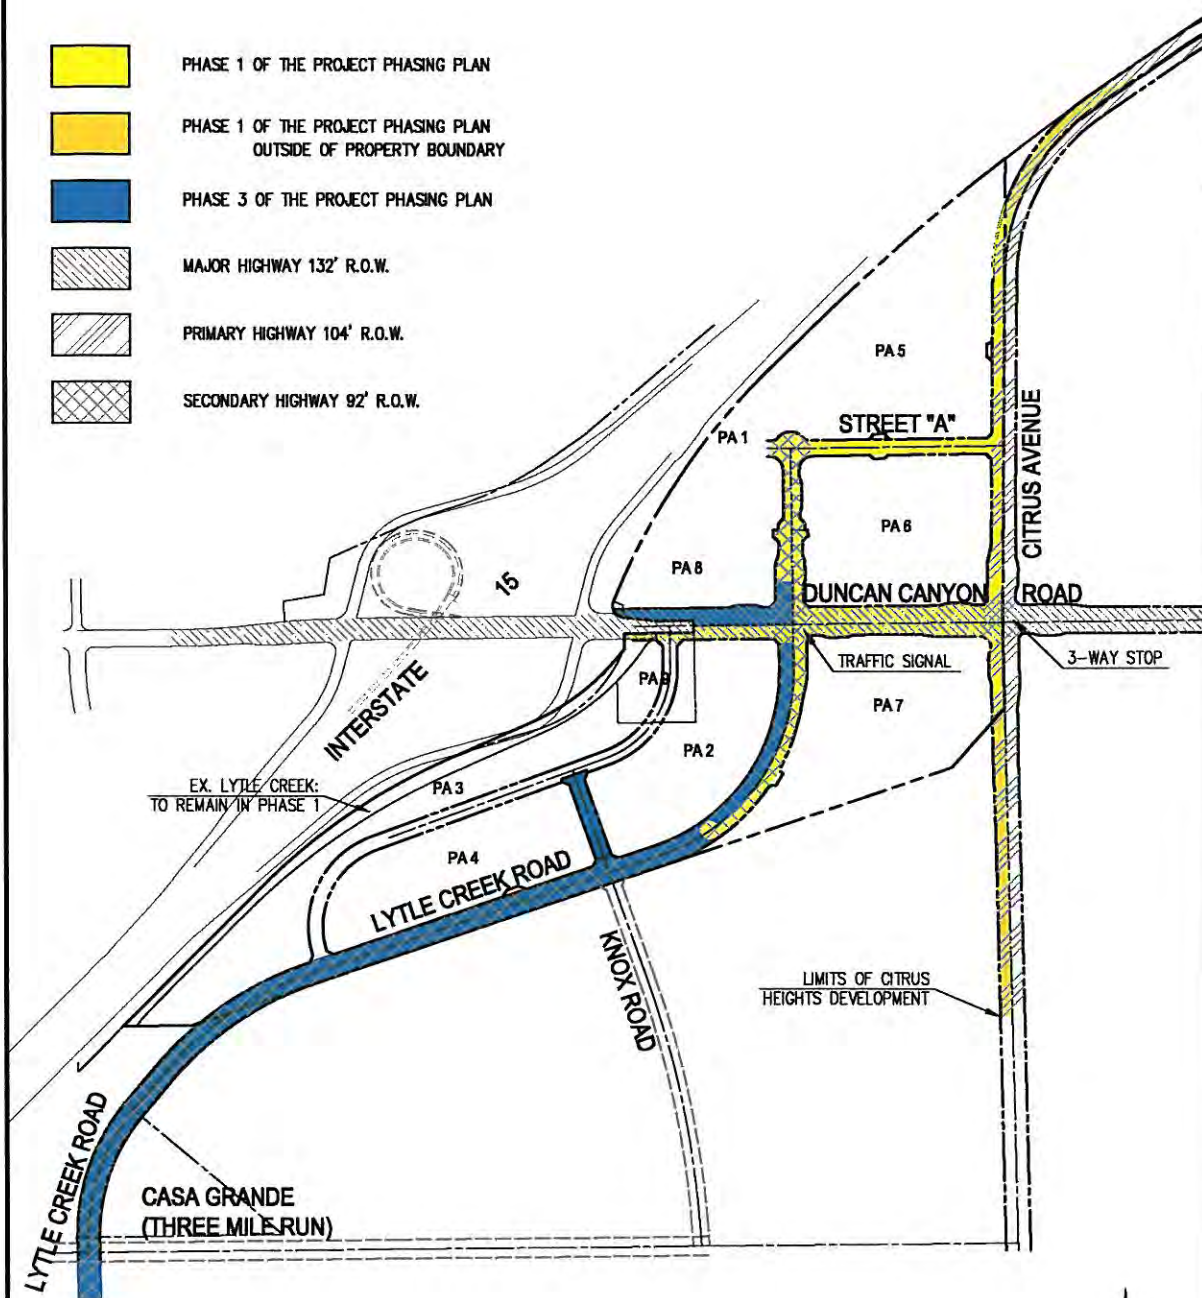 PHASE 1 OF THE PROJECT PHASING PLAN
PHASE 1 OF THE PROJECT PHASING PLAN
OUTSIDE OF PROPERTY BOUNDARY
PHASE 3 OF THE PROJECT PHASING PLAN
MAJOR HIGHWAY 132' R.O.W.
PRIMARY HIGHWAY 104' R.O.W.
SECONDARY HIGHWAY 92' R.O.W.
PA 5
STREET "A"
PA 1
CITRUS AVENUE
PA 6
PA 8
15
DUNCAN CANYON ROAD
TRAFFIC SIGNAL
3-WAY STOP
PA 9
INTERSTATE
PA 7
PA 2
EX. LYTLE CREEK:
TO REMAIN IN PHASE 1
PA 3
PA 4
LYTLE CREEK ROAD
KNOX ROAD
LIMITS OF CITRUS
HEIGHTS DEVELOPMENT
LYTLE CREEK ROAD
CASA GRANDE
(THREE MILE RUN)